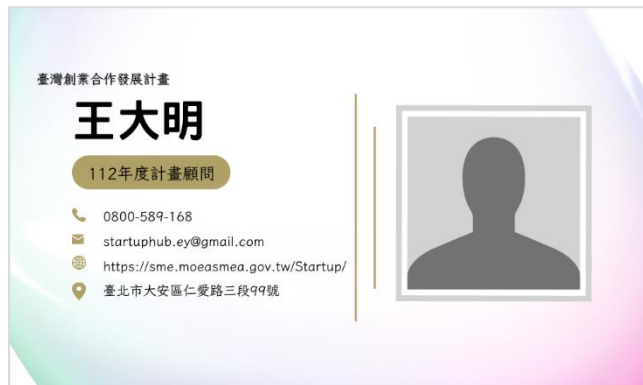 臺灣創業合作發展計畫
王大明
112年度計畫顧問
0800-589-168
startuphub.ey@gmail.com
https://sme.moeasmea.gov.tw/Startup/
臺北市大安區仁愛路三段99號